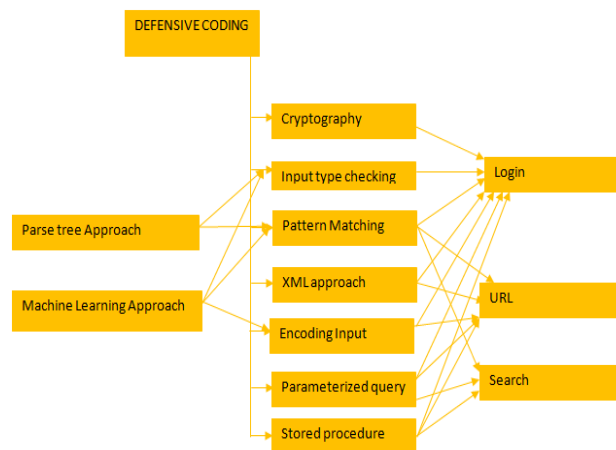 DEFENSIVE CODING
Cryptography
Login
Input type checking
Parse tree Approach
Pattern Matching
XML approach
URL
Machine Learning Approach
Encoding Input
Parameterized query
Search
Stored procedure